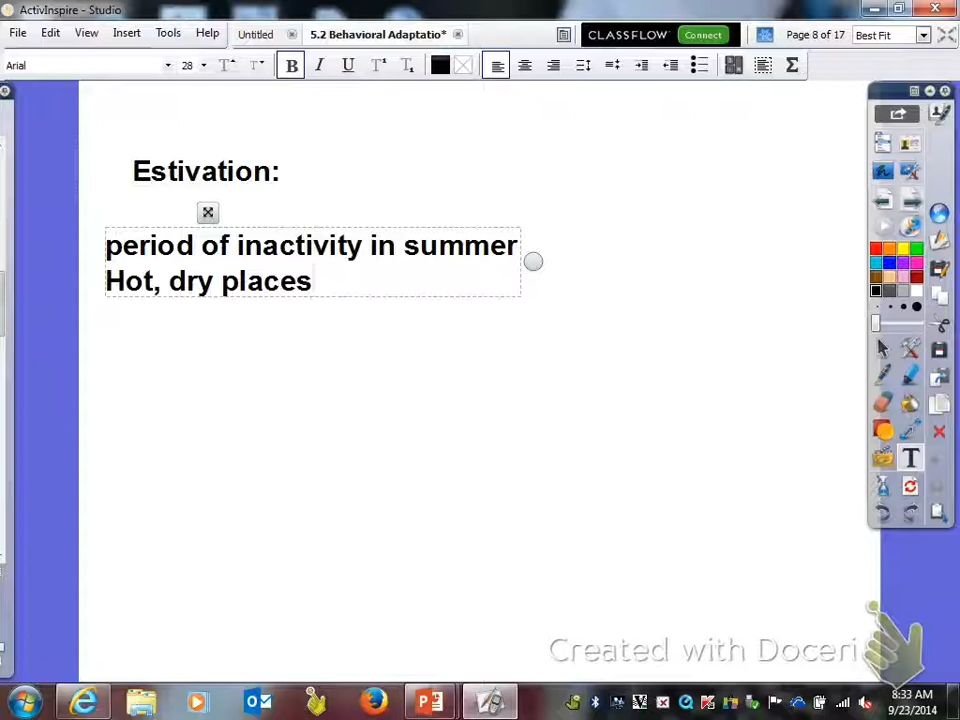 ActivInspire - Studio
File Edit View Insert Tools Help Untitled 5.2 Behavioral Adaptatio* CLASSFLOW Connect Page 8 of 17 Best Fit
Arial 28 B I U T T Σ
Estivation:
period of inactivity in summer
Hot, dry places
T
Created with Doceri
8:33 AM
9/23/2014